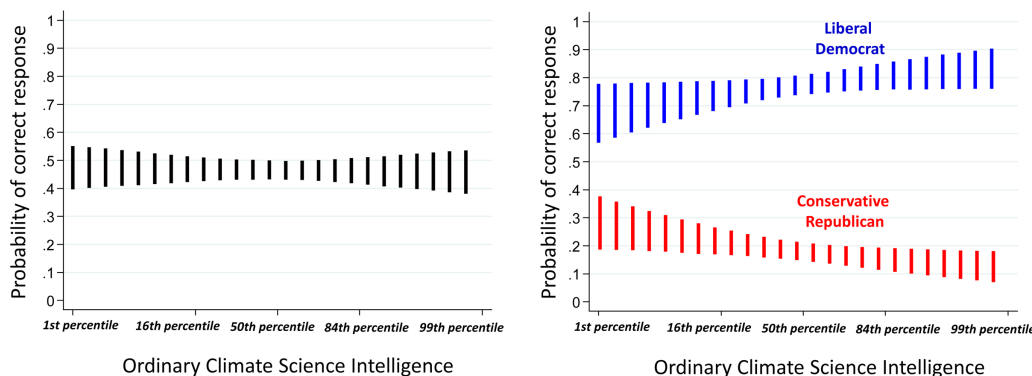 Probability of correct response
1
.9
.8
.7
.6
.5
.4
.3
.2
.1
0
1st percentile 16th percentile 50th percentile 84th percentile 99th percentile
Ordinary Climate Science Intelligence
Probability of correct response
1
.9
.8
.7
.6
.5
.4
.3
.2
.1
0
Liberal
Democrat
Conservative
Republican
1st percentile 16th percentile 50th percentile 84th percentile 99th percentile
Ordinary Climate Science Intelligence